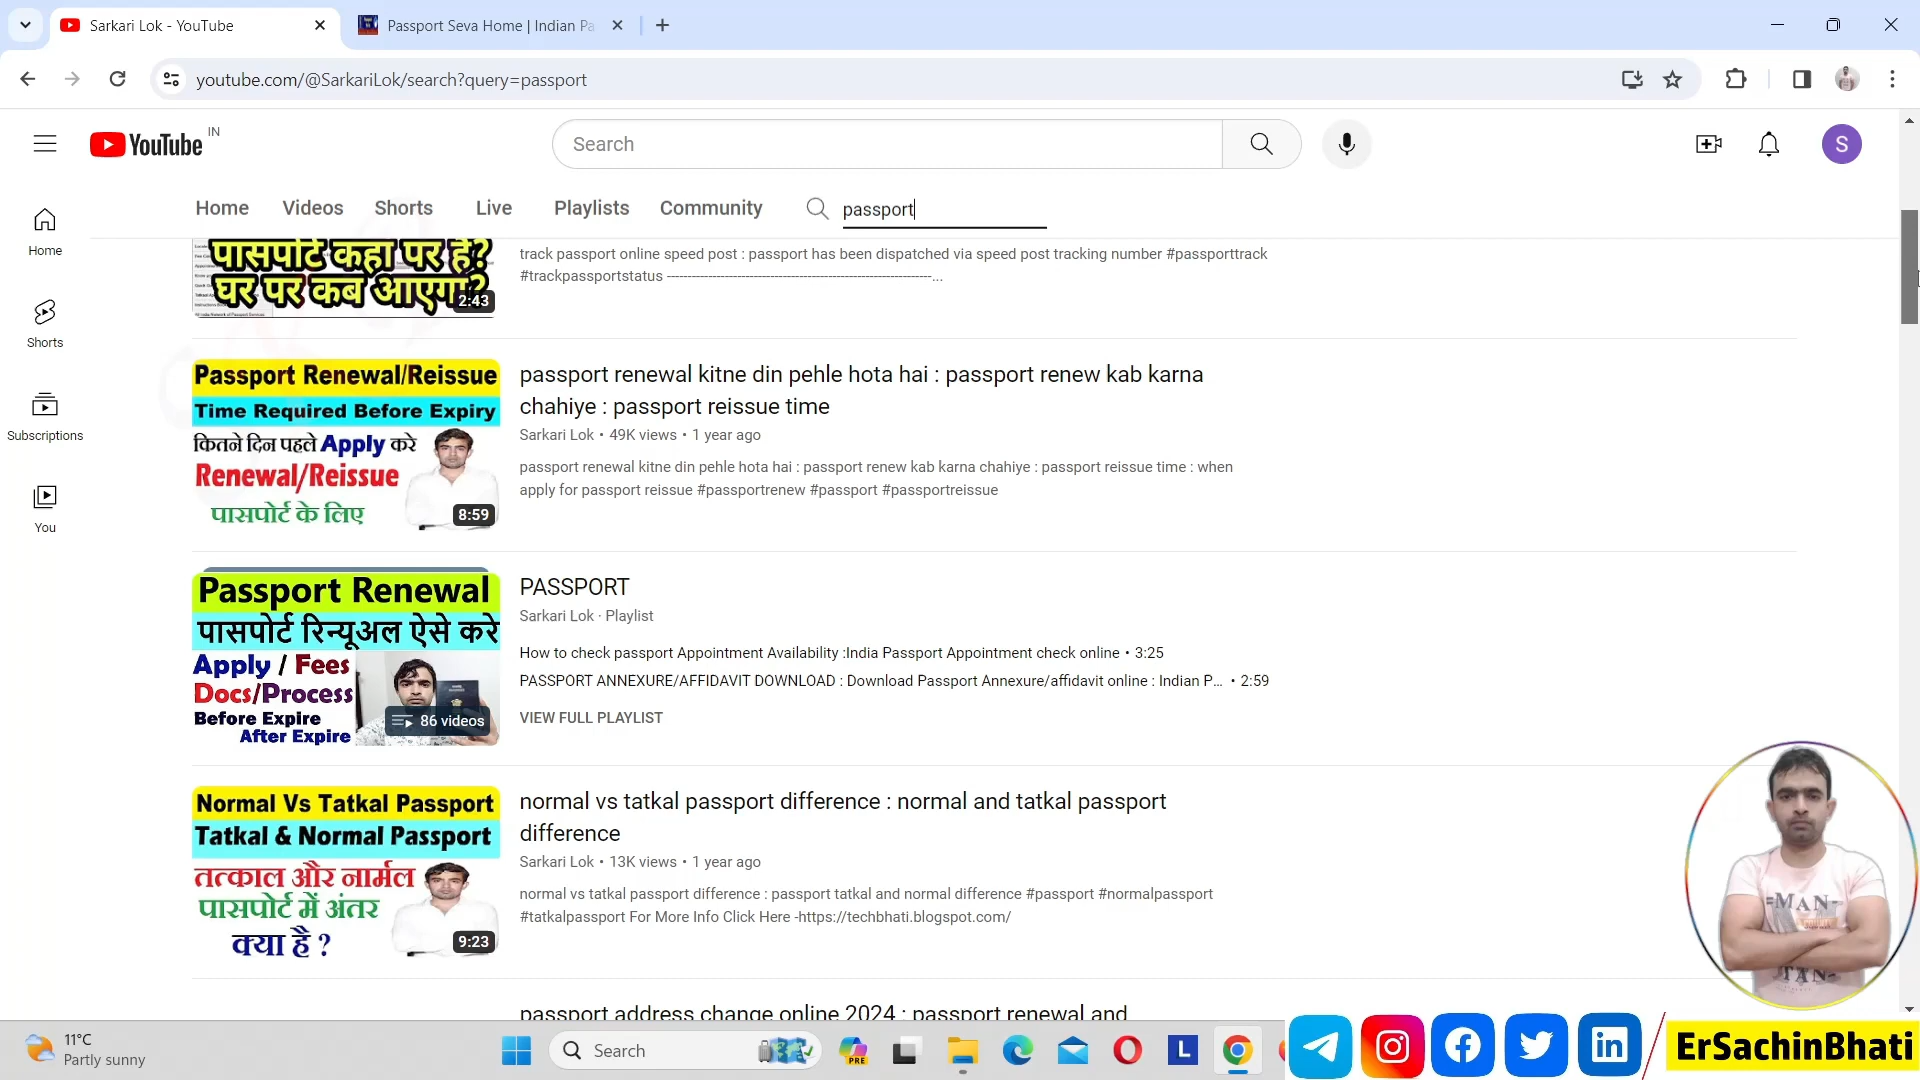 Sarkari Lok - YouTube
Passport Seva Home | Indian Pa
youtube.com/@SarkariLok/search?query=passport
YouTube IN
Search
S
Home Videos Shorts Live Playlists Community passport
Home
Shorts
Subscriptions
You
पासपोर्ट कहा पर है?
घर पर कब आएगा?
2:43
track passport online speed post : passport has been dispatched via speed post tracking number #passporttrack
#trackpassportstatus ----------------------------------------------------------------...
Passport Renewal/Reissue
Time Required Before Expiry
कितने दिन पहले Apply करे
Renewal/Reissue
पासपोर्ट के लिए
8:59
passport renewal kitne din pehle hota hai : passport renew kab karna
chahiye : passport reissue time
Sarkari Lok • 49K views • 1 year ago
passport renewal kitne din pehle hota hai : passport renew kab karna chahiye : passport reissue time : when
apply for passport reissue #passportrenew #passport #passportreissue
Passport Renewal
पासपोर्ट रिन्यूअल ऐसे करे
Apply / Fees
Docs/Process
Before Expire
After Expire
86 videos
PASSPORT
Sarkari Lok · Playlist
How to check passport Appointment Availability :India Passport Appointment check online • 3:25
PASSPORT ANNEXURE/AFFIDAVIT DOWNLOAD : Download Passport Annexure/affidavit online : Indian P... • 2:59
VIEW FULL PLAYLIST
Normal Vs Tatkal Passport
Tatkal & Normal Passport
तत्काल और नार्मल
पासपोर्ट में अंतर
क्या है ?
9:23
normal vs tatkal passport difference : normal and tatkal passport
difference
Sarkari Lok • 13K views • 1 year ago
normal vs tatkal passport difference : passport tatkal and normal difference #passport #normalpassport
#tatkalpassport For More Info Click Here -https://techbhati.blogspot.com/
passport address change online 2024 : passport renewal and
MAN
TAN
11°C
Partly sunny
Search
PRE
L
ErSachinBhati